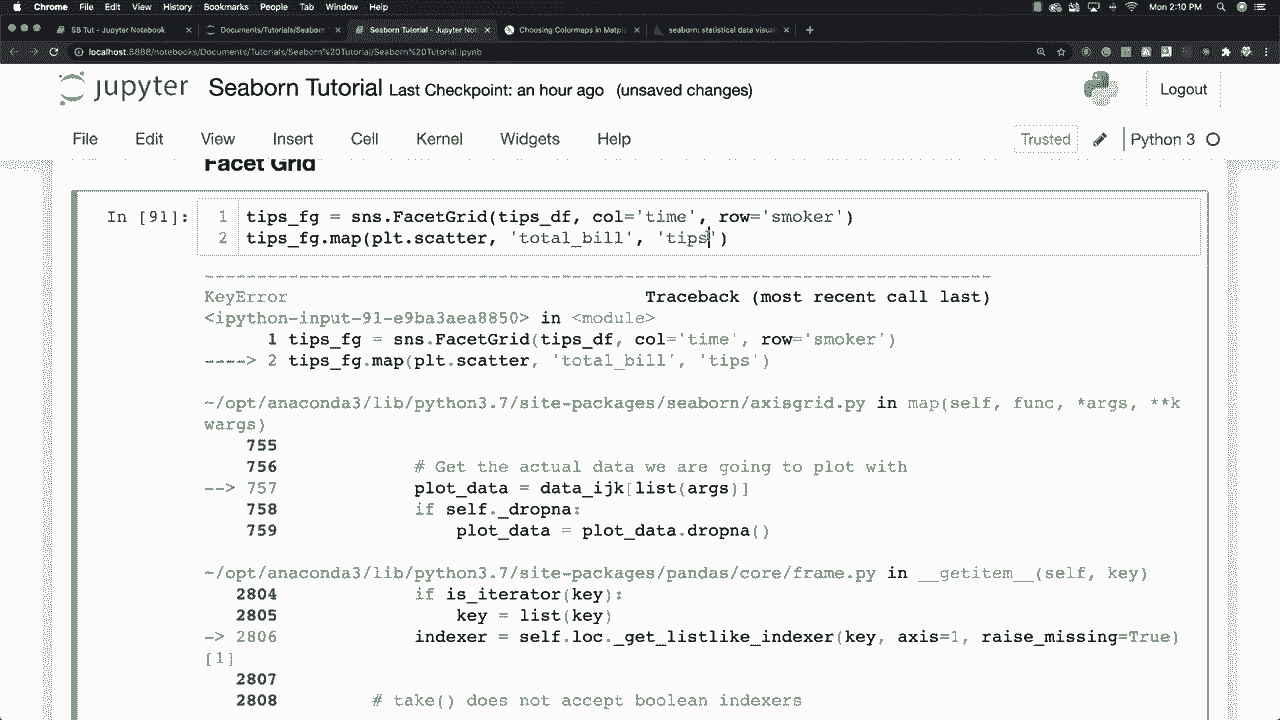 Chrome File Edit View History Bookmarks People Tab Window Help Mon 2:10 PM
SB Tut - Jupyter Notebook Documents/Tutorials/Seaborn Seaborn Tutorial - Jupyter Not Choosing Colormaps in Matpl seaborn: statistical data visual
localhost:8888/notebooks/Documents/Tutorials/Seaborn%20Tutorial/Seaborn%20Tutorial.ipynb
jupyter Seaborn Tutorial Last Checkpoint: an hour ago (unsaved changes) Logout
File Edit View Insert Cell Kernel Widgets Help Trusted Python 3
Facet Grid
In [91]: 1 tips_fg = sns.FacetGrid(tips_df, col='time', row='smoker')
2 tips_fg.map(plt.scatter, 'total_bill', 'tips')
---------------------------------------------------------------------------
KeyError Traceback (most recent call last)
<ipython-input-91-e9ba3aea8850> in <module>
1 tips_fg = sns.FacetGrid(tips_df, col='time', row='smoker')
----> 2 tips_fg.map(plt.scatter, 'total_bill', 'tips')
~/opt/anaconda3/lib/python3.7/site-packages/seaborn/axisgrid.py in map(self, func, *args, **k
wargs)
755
756 # Get the actual data we are going to plot with
--> 757 plot_data = data_ijk[list(args)]
758 if self._dropna:
759 plot_data = plot_data.dropna()
~/opt/anaconda3/lib/python3.7/site-packages/pandas/core/frame.py in __getitem__(self, key)
2804 if is_iterator(key):
2805 key = list(key)
-> 2806 indexer = self.loc._get_listlike_indexer(key, axis=1, raise_missing=True)
[1]
2807
2808 # take() does not accept boolean indexers